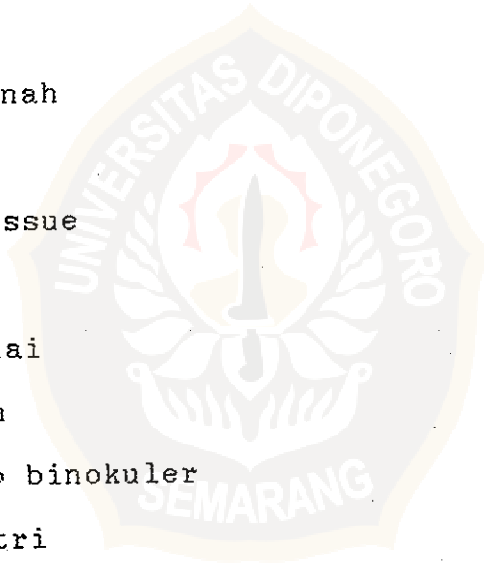 nah
UNIVERSITAS DIPONEGORO
ssue
ai
binokuler
SEMARANG
tri